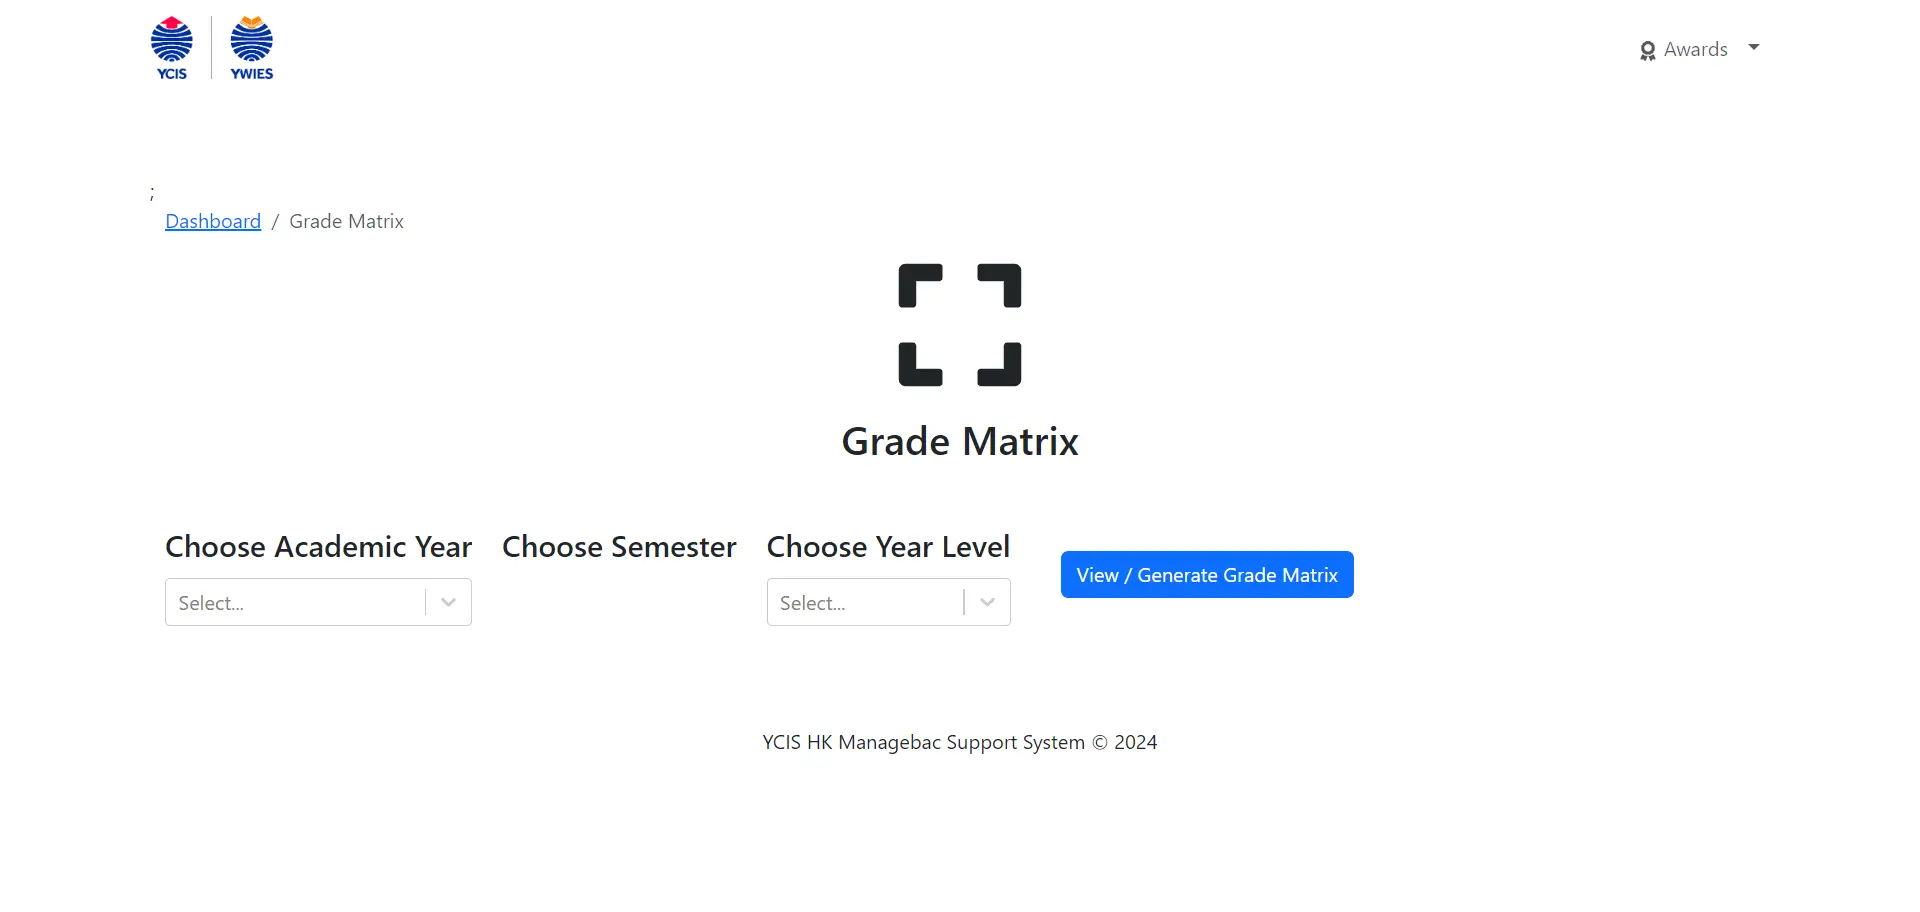 YCIS YWIES
Awards
;
Dashboard / Grade Matrix
Grade Matrix
Choose Academic Year Choose Semester Choose Year Level
View / Generate Grade Matrix
Select... Select...
YCIS HK Managebac Support System © 2024